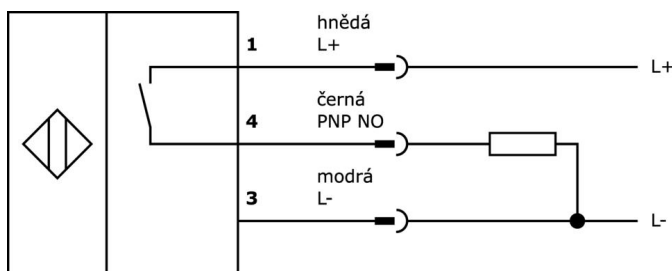 hnědá
1 L+
L+
černá
4 PNP NO
modrá
3 L-
L-